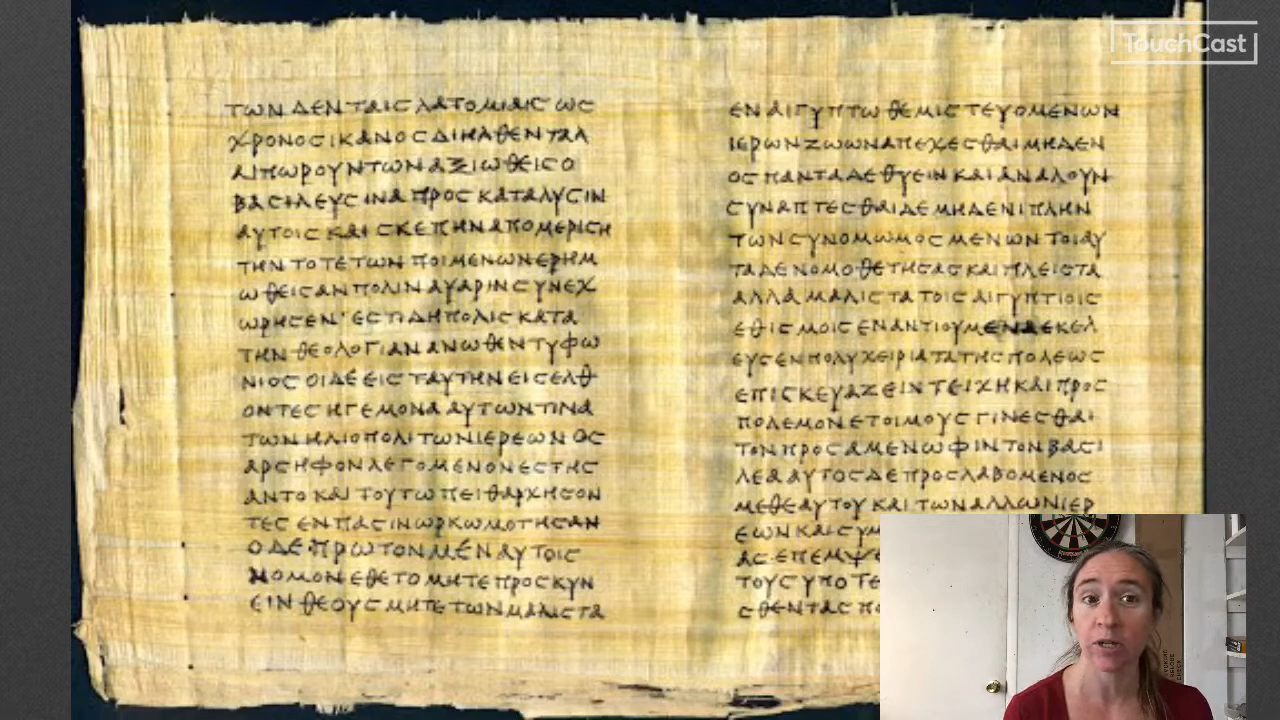 ΤΩΝ ΔΕΝ ΤΑΙϹ ΛΑΤΟΜΙΑΙϹ ΩϹ
ΧΡΟΝΟϹ ΙΚΑΝΟϹ ΔΙΗΛΘΕΝ ΤΑΛ
ΑΙΠΩΡΟΥΝΤΩΝ ΑΞΙΩΘΕΙϹ Ο
ΒΑϹΙΛΕΥϹ ΙΝΑ ΠΡΟϹ ΚΑΤΑΛΥϹΙΝ
ΑΥΤΟΙϹ ΚΑΙ ϹΚΕΠΗΝ ΑΠΟΜΕΡΙϹΗ
ΤΗΝ ΤΟΤΕ ΤΩΝ ΠΟΙΜΕΝΩΝ ΕΡΗΜ
ΩΘΕΙϹΑΝ ΠΟΛΙΝ ΑΥΑΡΙΝ ϹΥΝΕΧ
ΩΡΗϹΕΝ· ΕϹΤΙ ΔΗ ΠΟΛΙϹ ΚΑΤΑ
ΤΗΝ ΘΕΟΛΟΓΙΑΝ ΑΝΩΘΕΝ ΤΥΦΩ
ΝΙΟϹ ΟΙ ΔΕ ΕΙϹ ΤΑΥΤΗΝ ΕΙϹΕΛΘ
ΟΝΤΕϹ ΗΓΕΜΟΝΑ ΑΥΤΩΝ ΤΙΝΑ
ΤΩΝ ΗΛΙΟΠΟΛΙΤΩΝ ΙΕΡΕΩΝ ΟϹ
ΑΡϹΗΦΟΝ ΛΕΓΟΜΕΝΟΝ ΕϹΤΗϹ
ΑΝΤΟ ΚΑΙ ΤΟΥΤΩ ΠΕΙΘΑΡΧΗϹΟΝ
ΤΕϹ ΕΝ ΠΑϹΙΝ ΩΡΚΩΜΟΤΗϹΑΝ
Ο ΔΕ ΠΡΩΤΟΝ ΜΕΝ ΑΥΤΟΙϹ
ΝΟΜΟΝ ΕΘΕΤΟ ΜΗΤΕ ΠΡΟϹΚΥΝ
ΕΙΝ ΘΕΟΥϹ ΜΗΤΕ ΤΩΝ ΜΑΛΙϹΤΑ
ΕΝ ΑΙΓΥΠΤΩ ΘΕΜΙϹΤΕΥΟΜΕΝΩΝ
ΙΕΡΩΝ ΖΩΩΝ ΑΠΕΧΕϹΘΑΙ ΜΗΔΕΝ
ΟϹ ΠΑΝΤΑ ΔΕ ΘΥΕΙΝ ΚΑΙ ΑΝΑΛΟΥΝ
ϹΥΝΑΠΤΕϹΘΑΙ ΔΕ ΜΗΔΕΝΙ ΠΛΗΝ
ΤΩΝ ϹΥΝΟΜΩΜΟϹΜΕΝΩΝ ΤΟΙΑΥ
ΤΑ ΔΕ ΝΟΜΟΘΕΤΗϹΑϹ ΚΑΙ ΠΛΕΙϹΤΑ
ΑΛΛΑ ΜΑΛΙϹΤΑ ΤΟΙϹ ΑΙΓΥΠΤΙΟΙϹ
ΕΘΙϹΜΟΙϹ ΕΝΑΝΤΙΟΥΜΕΝΑ ΕΚΕΛ
ΕΥϹΕΝ ΠΟΛΥΧΕΙΡΙΑ ΤΑ ΤΗϹ ΠΟΛΕΩϹ
ΕΠΙϹΚΕΥΑΖΕΙΝ ΤΕΙΧΗ ΚΑΙ ΠΡΟϹ
ΠΟΛΕΜΟΝ ΕΤΟΙΜΟΥϹ ΓΙΝΕϹΘΑΙ
ΤΟΝ ΠΡΟϹ ΑΜΕΝΩΦΙΝ ΤΟΝ ΒΑϹΙ
ΛΕΑ ΑΥΤΟϹ ΔΕ ΠΡΟϹΛΑΒΟΜΕΝΟϹ
ΜΕΘ ΕΑΥΤΟΥ ΚΑΙ ΤΩΝ ΑΛΛΩΝ ΙΕΡ
ΕΩΝ ΚΑΙ ϹΥΜ
ΑϹ ΕΠΕΜΨΕ
ΤΟΥϹ ΥΠΟ ΤΕ
ϹΘΕΝΤΑϹ ΠΟ
TouchCast